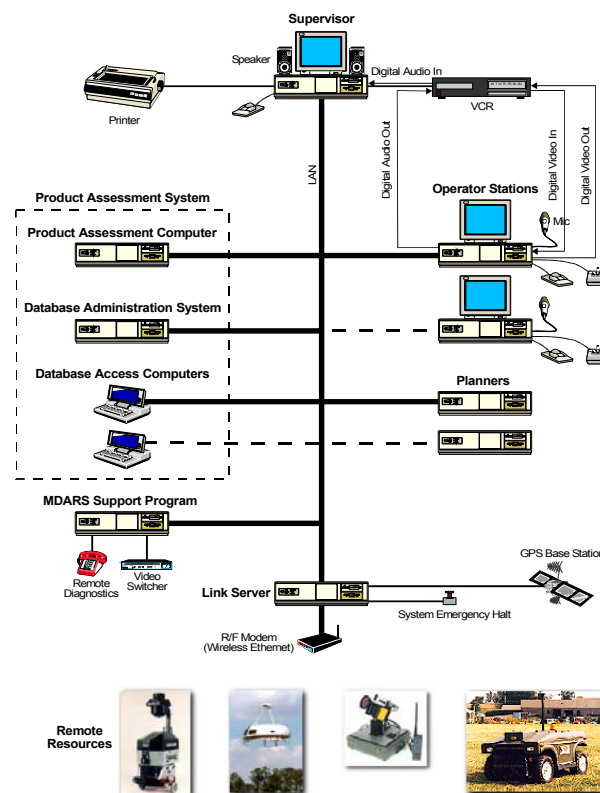 Supervisor
Speaker
Digital Audio In
Printer
VCR
LAN
Digital Audio Out
Digital Video In
Digital Video Out
Product Assessment System
Operator Stations
Mic
Product Assessment Computer
Database Administration System
Database Access Computers
Planners
MDARS Support Program
Remote
Diagnostics
Video
Switcher
GPS Base Station
Link Server
System Emergency Halt
R/F Modem
(Wireless Ethernet)
Remote
Resources